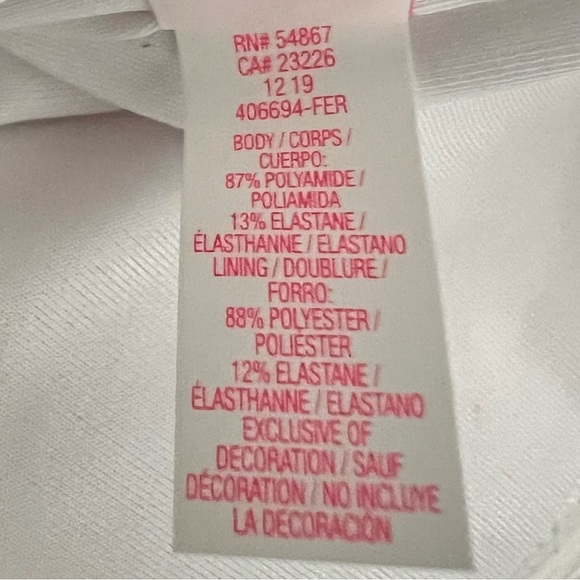 RN# 54867
CA# 23226
12 19
406694-FER
BODY / CORPS /
CUERPO:
87% POLYAMIDE /
POLIAMIDA
13% ELASTANE /
ÉLASTHANNE / ELASTANO
LINING / DOUBLURE /
FORRO:
88% POLYESTER /
POLIÉSTER
12% ELASTANE /
ÉLASTHANNE / ELASTANO
EXCLUSIVE OF
DECORATION / SAUF
DÉCORATION / NO INCLUYE
LA DECORACIÓN